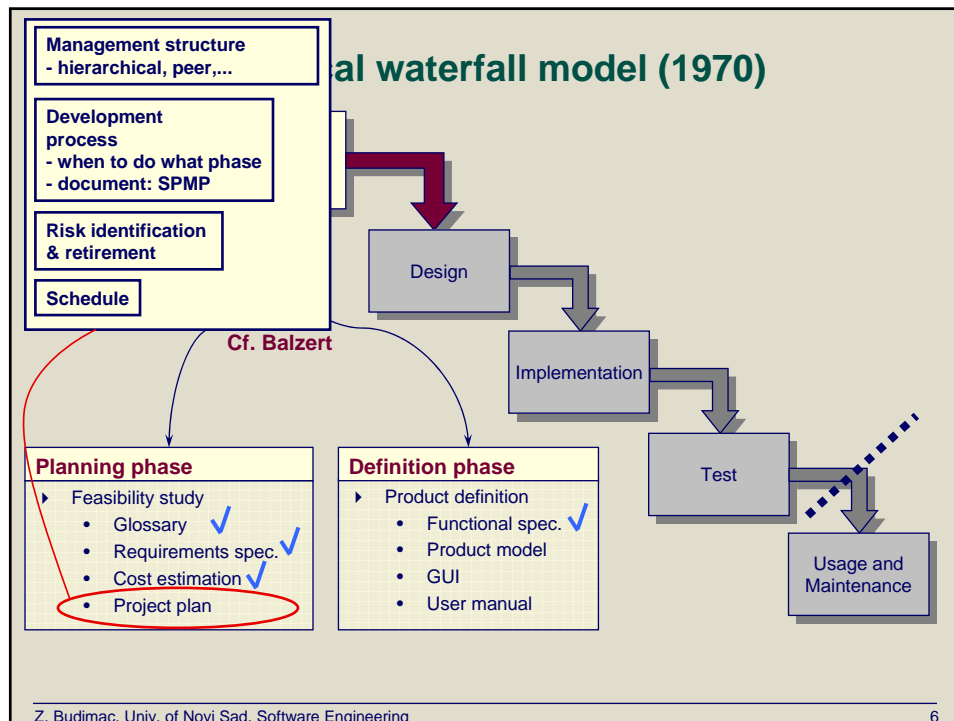 Management structure
- hierarchical, peer,...
cal waterfall model (1970)
Development
process
- when to do what phase
- document: SPMP
Risk identification
& retirement
Schedule
Cf. Balzert
Design
Implementation
Test
Usage and
Maintenance
Planning phase
Feasibility study
• Glossary
• Requirements spec.
• Cost estimation
• Project plan
Definition phase
Product definition
• Functional spec.
• Product model
• GUI
• User manual
Z. Budimac, Univ. of Novi Sad, Software Engineering
6